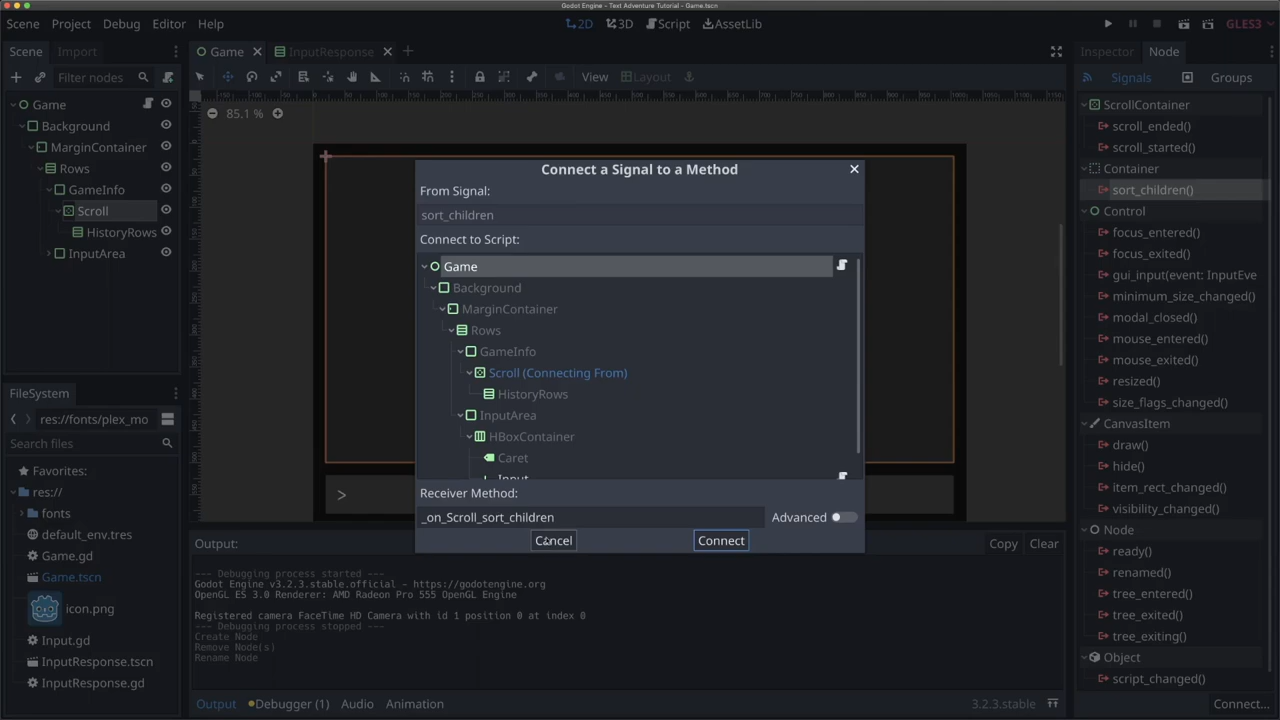 Godot Engine - Text Adventure Tutorial - Game.tscn
Scene Project Debug Editor Help
2D 3D Script AssetLib
GLES3
Scene Import
Filter nodes
Game
Background
MarginContainer
Rows
GameInfo
Scroll
HistoryRows
InputArea
FileSystem
res://fonts/plex_mo
Search files
Favorites:
res://
fonts
default_env.tres
Game.gd
Game.tscn
icon.png
Input.gd
InputResponse.tscn
InputResponse.gd
Game InputResponse
View Layout
85.1 %
>
Connect a Signal to a Method
From Signal:
sort_children
Connect to Script:
Game
Background
MarginContainer
Rows
GameInfo
Scroll (Connecting From)
HistoryRows
InputArea
HBoxContainer
Caret
Input
Receiver Method:
_on_Scroll_sort_children
Advanced
Cancel Connect
Output: Copy Clear
--- Debugging process started ---
Godot Engine v3.2.3.stable.official - https://godotengine.org
OpenGL ES 3.0 Renderer: AMD Radeon Pro 555 OpenGL Engine
Registered camera FaceTime HD Camera with id 1 position 0 at index 0
--- Debugging process stopped ---
Create Node
Remove Node(s)
Rename Node
Output Debugger (1) Audio Animation 3.2.3.stable
Inspector Node
Signals Groups
ScrollContainer
scroll_ended()
scroll_started()
Container
sort_children()
Control
focus_entered()
focus_exited()
gui_input(event: InputEve
minimum_size_changed()
modal_closed()
mouse_entered()
mouse_exited()
resized()
size_flags_changed()
CanvasItem
draw()
hide()
item_rect_changed()
visibility_changed()
Node
ready()
renamed()
tree_entered()
tree_exited()
tree_exiting()
Object
script_changed()
Connect...